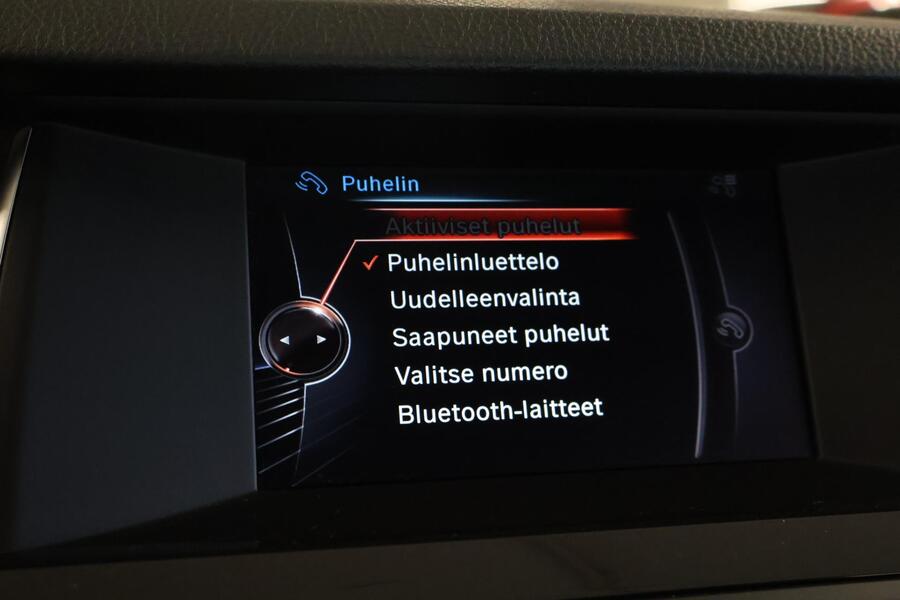 Puhelin
Aktiiviset puhelut
Puhelinluettelo
Uudelleenvalinta
Saapuneet puhelut
Valitse numero
Bluetooth-laitteet